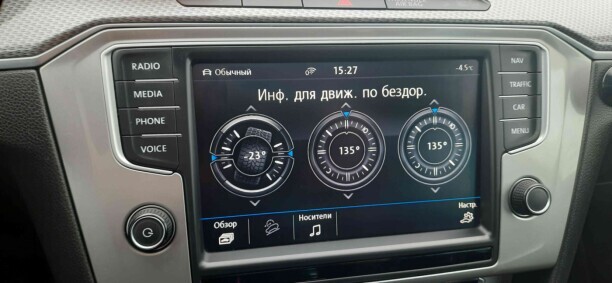 RADIO
MEDIA
PHONE
VOICE
Обычный 15:27 -4.5°C
Инф. для движ. по бездор.
-23° 135° 135°
Обзор Носители Настр.
NAV
TRAFFIC
CAR
MENU